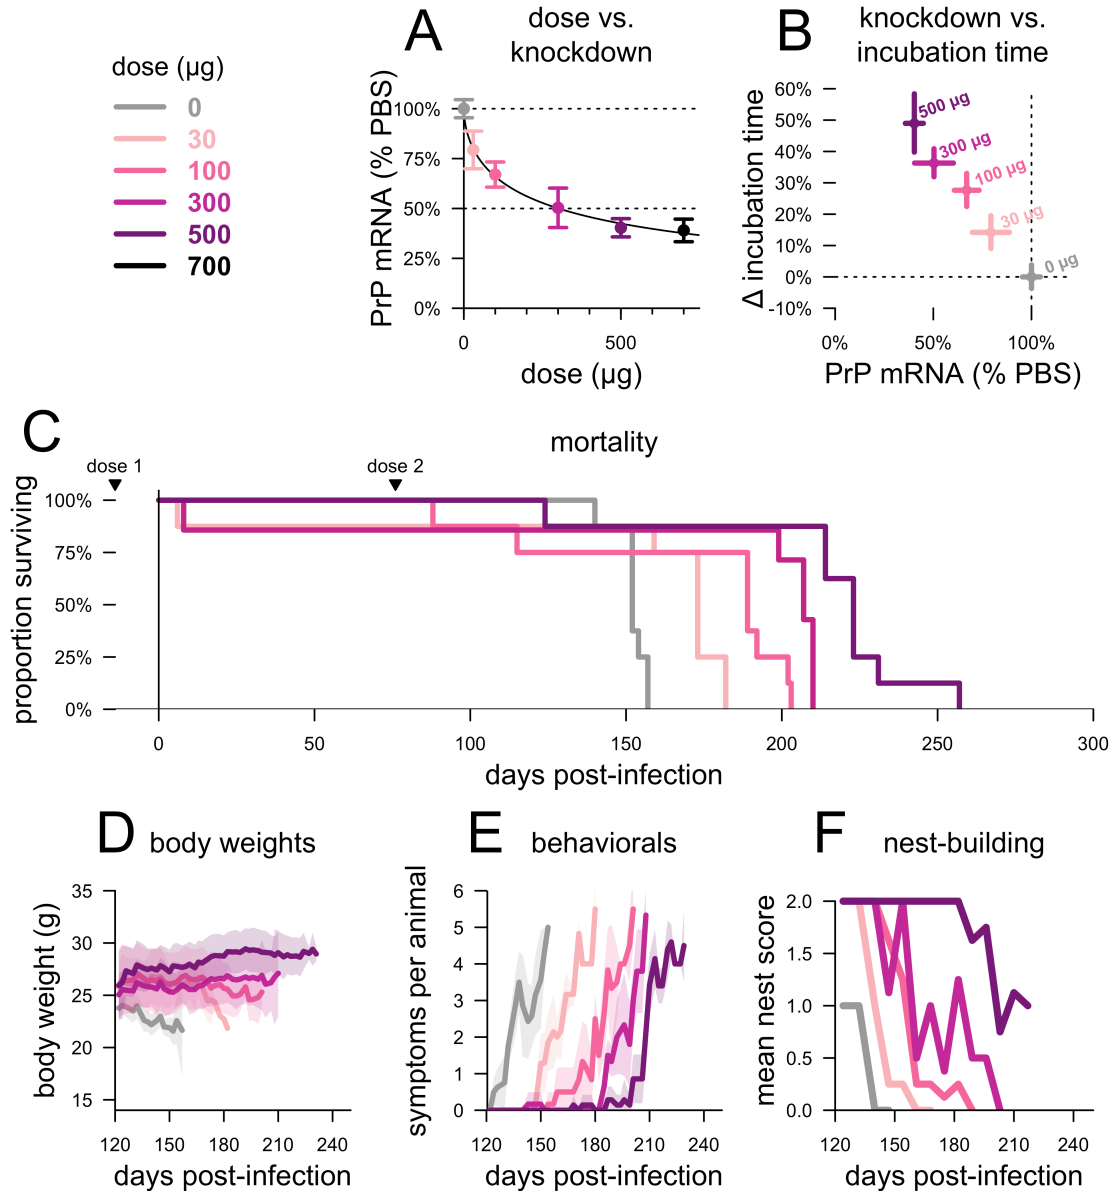 dose (µg)
0
30
100
300
500
700
A
dose vs.
knockdown
PrP mRNA (% PBS)
100%
75%
50%
25%
0%
0
500
dose (µg)
B
knockdown vs.
incubation time
Δ incubation time
60%
50%
40%
30%
20%
10%
0%
-10%
500 µg
300 µg
100 µg
30 µg
0 µg
0%
50%
100%
PrP mRNA (% PBS)
C
mortality
dose 1
dose 2
proportion surviving
100%
75%
50%
25%
0%
0
50
100
150
200
250
300
days post-infection
D
body weights
body weight (g)
35
30
25
20
15
120
150
180
210
240
days post-infection
E
behaviorals
symptoms per animal
6
5
4
3
2
1
0
120
150
180
210
240
days post-infection
F
nest-building
mean nest score
2.0
1.5
1.0
0.5
0.0
120
150
180
210
240
days post-infection